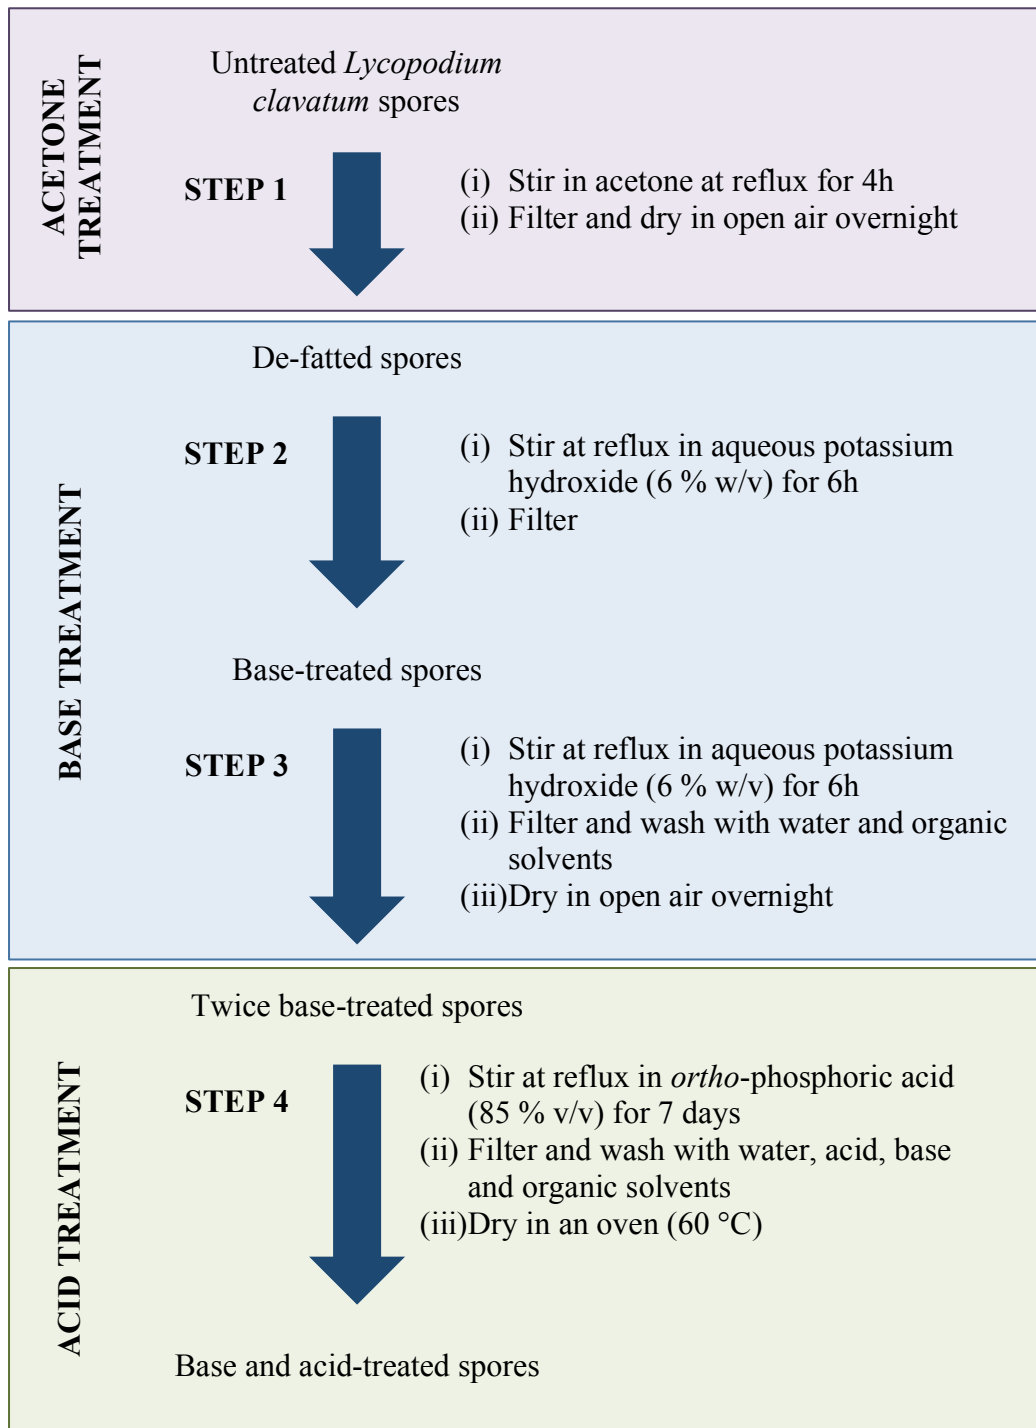 ACETONE
TREATMENT
Untreated Lycopodium
clavatum spores
STEP 1
(i) Stir in acetone at reflux for 4h
(ii) Filter and dry in open air overnight
BASE TREATMENT
De-fatted spores
STEP 2
(i) Stir at reflux in aqueous potassium
hydroxide (6 % w/v) for 6h
(ii) Filter
Base-treated spores
STEP 3
(i) Stir at reflux in aqueous potassium
hydroxide (6 % w/v) for 6h
(ii) Filter and wash with water and organic
solvents
(iii)Dry in open air overnight
ACID TREATMENT
Twice base-treated spores
STEP 4
(i) Stir at reflux in ortho-phosphoric acid
(85 % v/v) for 7 days
(ii) Filter and wash with water, acid, base
and organic solvents
(iii)Dry in an oven (60 °C)
Base and acid-treated spores